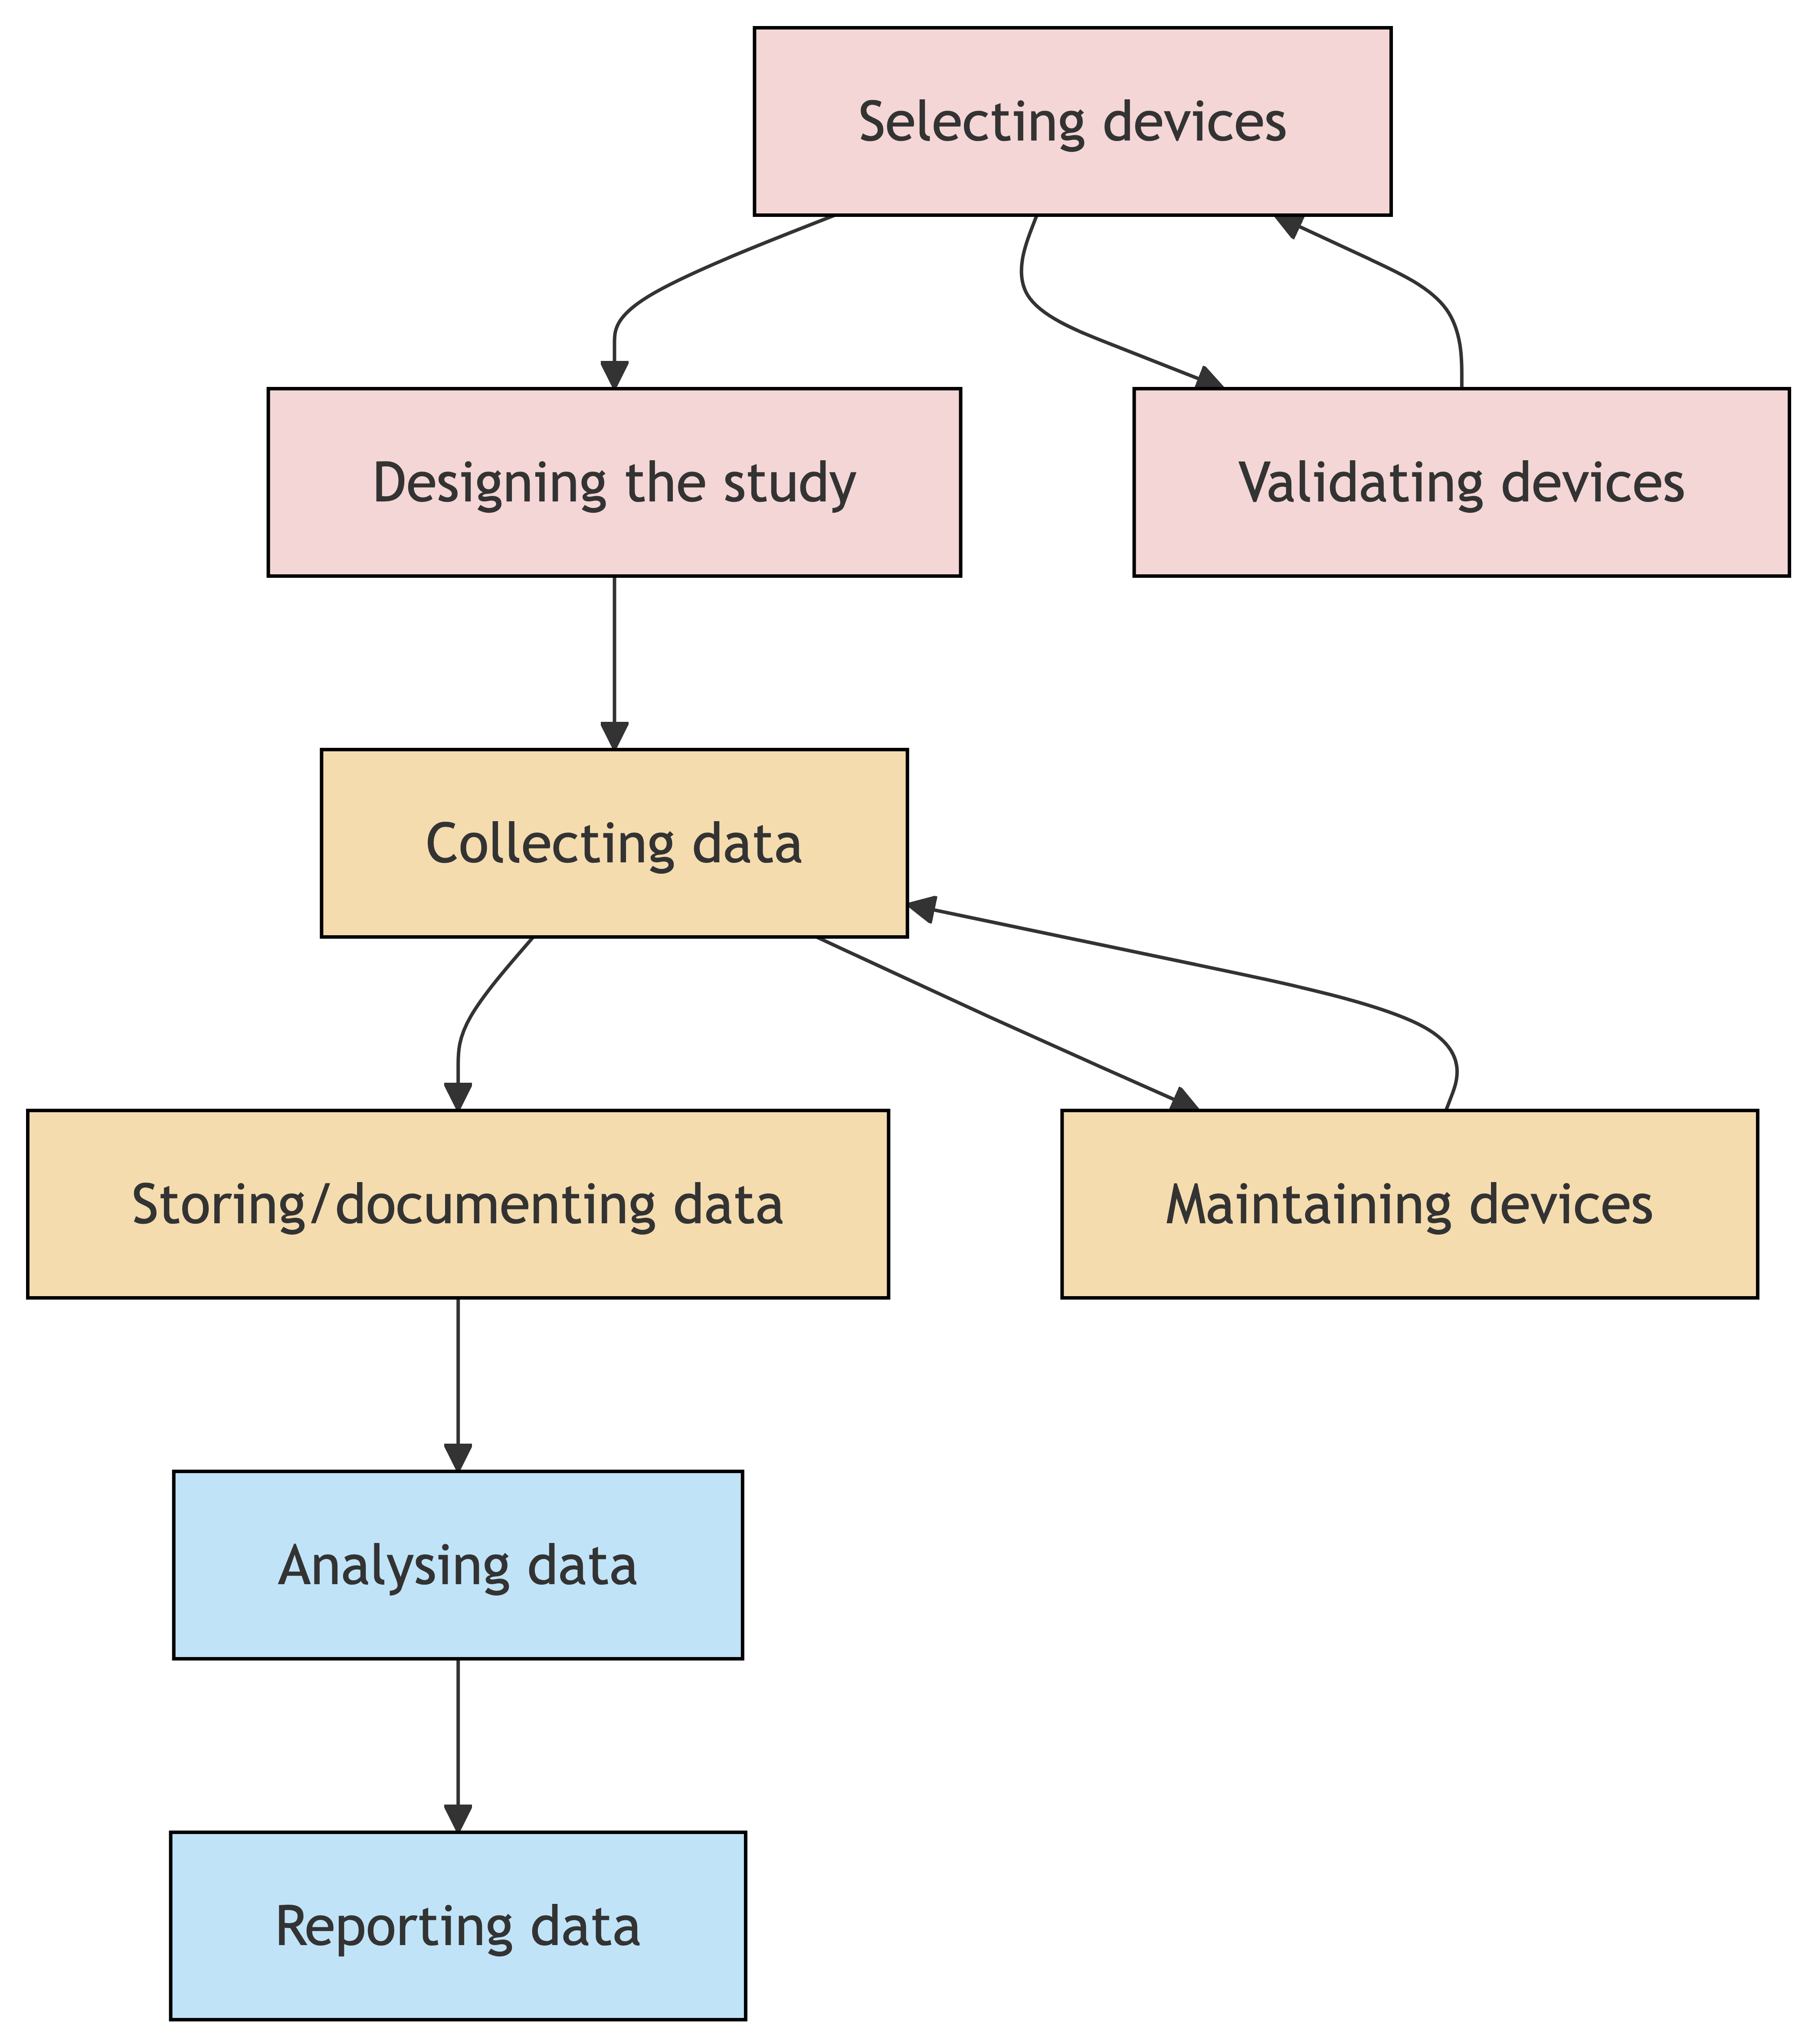 Selecting devices
Designing the study
Validating devices
Collecting data
Storing/documenting data
Maintaining devices
Analysing data
Reporting data